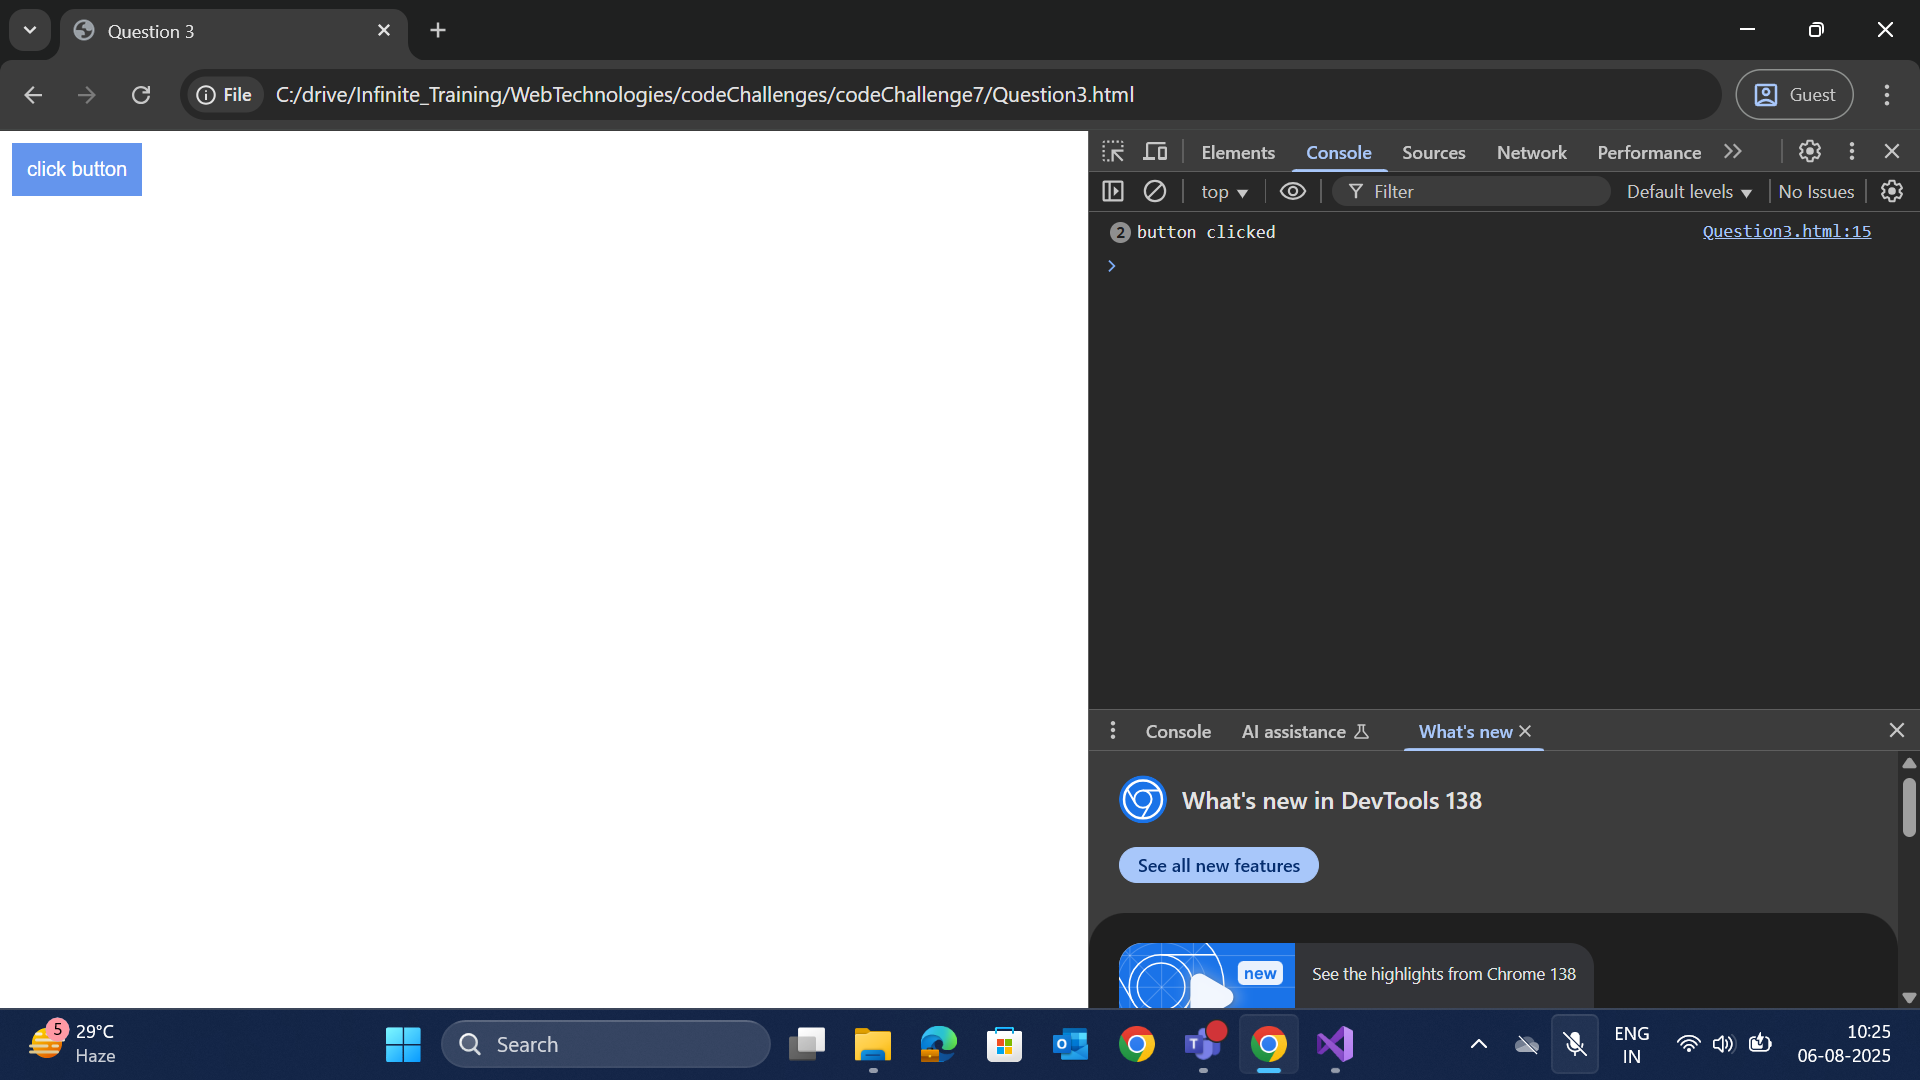 Question 3
File
C:/drive/Infinite_Training/WebTechnologies/codeChallenges/codeChallenge7/Question3.html
Guest
click button
Elements
Console
Sources
Network
Performance
top
Filter
Default levels
No Issues
2
button clicked
Question3.html:15
Console
AI assistance
What's new
What's new in DevTools 138
See all new features
new
See the highlights from Chrome 138
5
29°C
Haze
Search
ENG
IN
10:25
06-08-2025